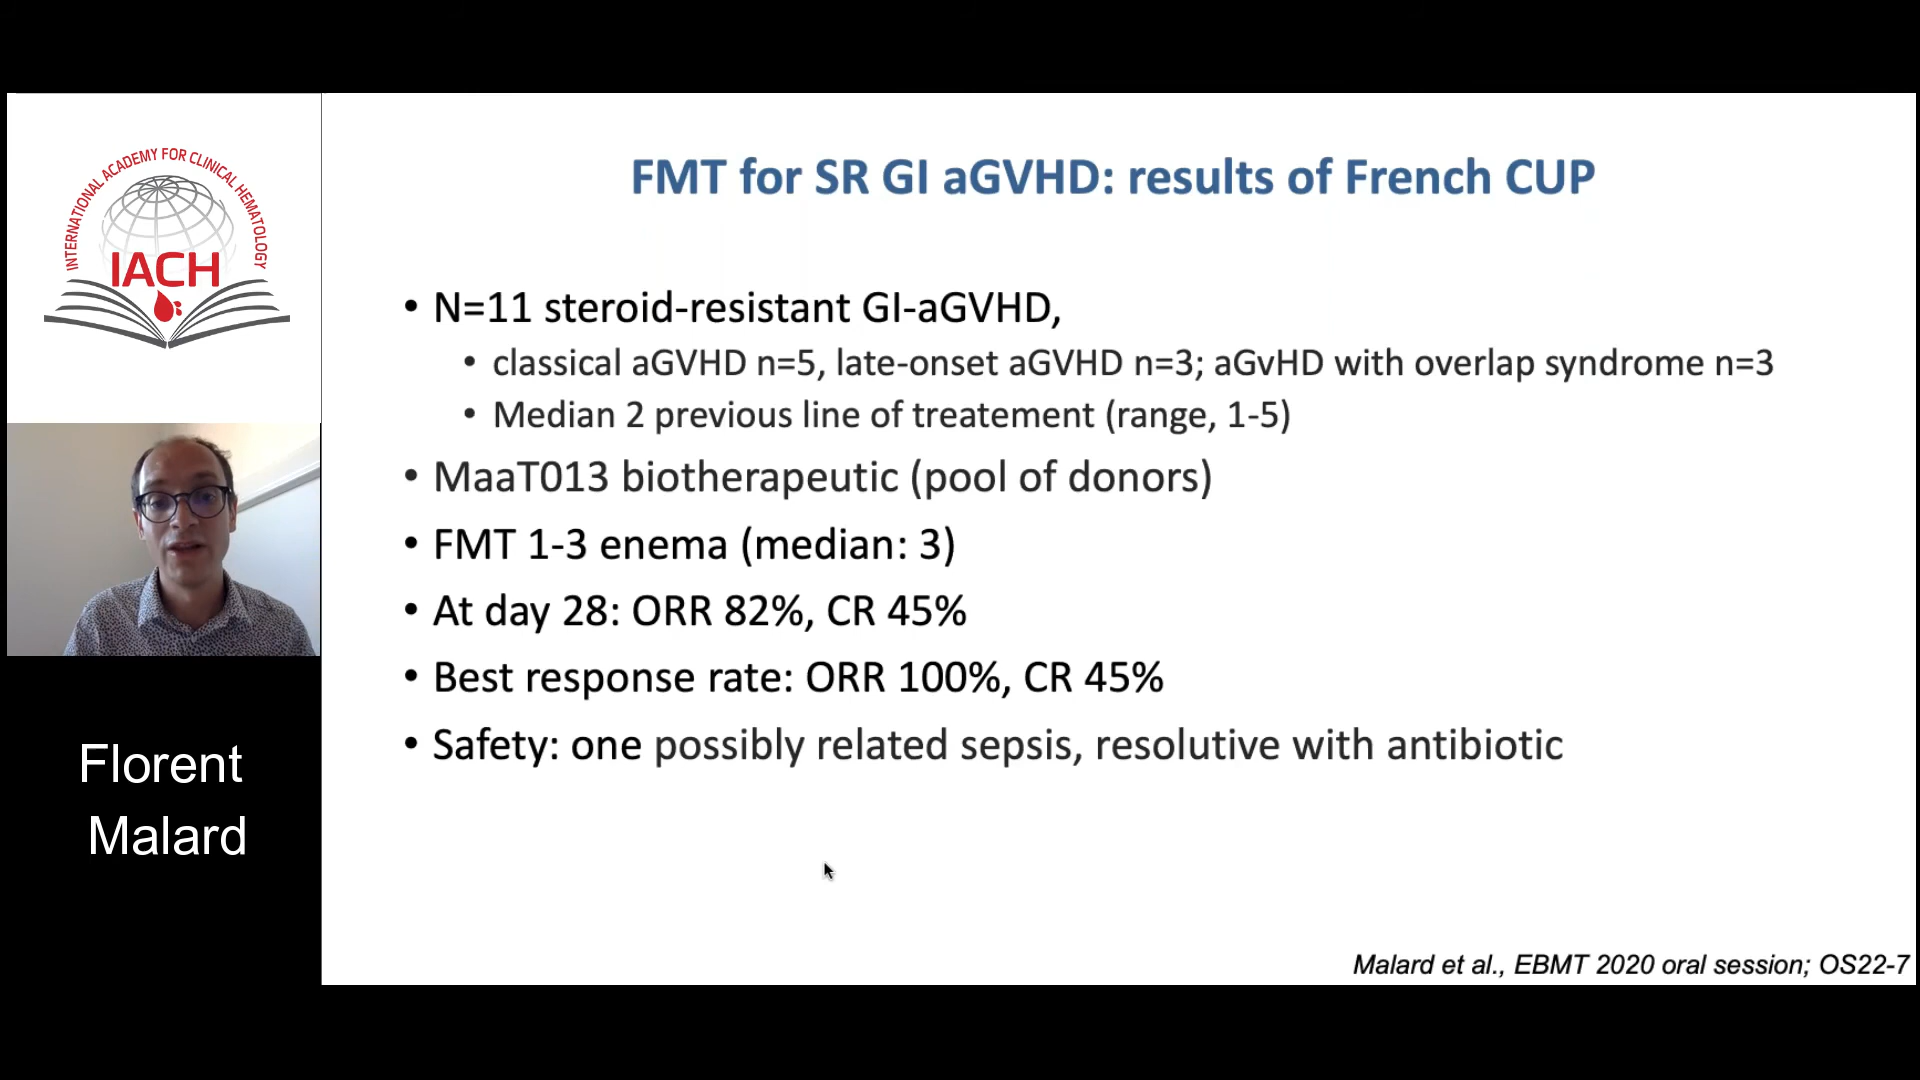 INTERNATIONAL ACADEMY FOR CLINICAL HEMATOLOGY
IACH
Florent
Malard
FMT for SR GI aGVHD: results of French CUP
• N=11 steroid-resistant GI-aGVHD,
• classical aGVHD n=5, late-onset aGVHD n=3; aGvHD with overlap syndrome n=3
• Median 2 previous line of treatement (range, 1-5)
• MaaT013 biotherapeutic (pool of donors)
• FMT 1-3 enema (median: 3)
• At day 28: ORR 82%, CR 45%
• Best response rate: ORR 100%, CR 45%
• Safety: one possibly related sepsis, resolutive with antibiotic
Malard et al., EBMT 2020 oral session; OS22-7